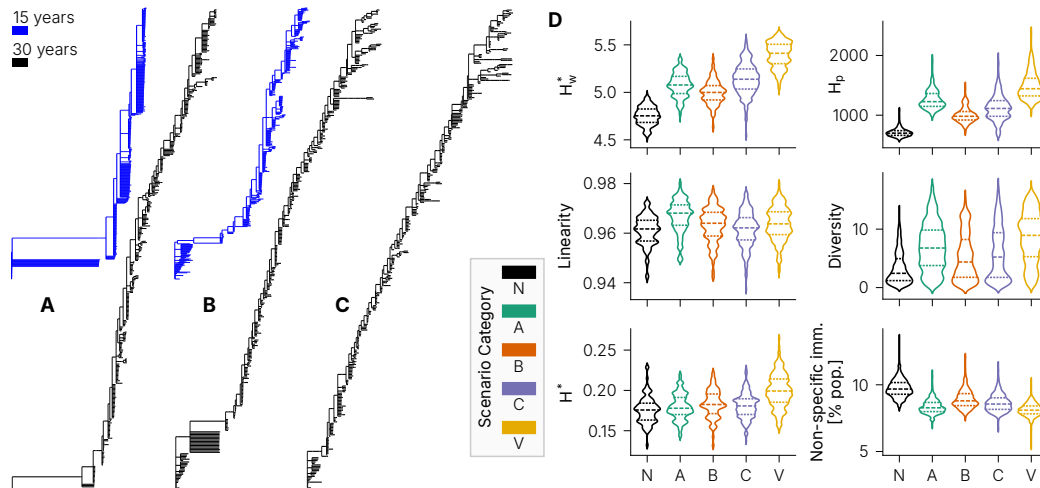 15 years
30 years
A
B
C
D
H*w
5.5
5.0
4.5
Hp
2000
1000
Linearity
0.98
0.96
0.94
Diversity
10
0
H*
0.25
0.20
0.15
N
A
B
C
V
Non-specific imm.
[% pop.]
10
5
N
A
B
C
V
Scenario Category
N
A
B
C
V